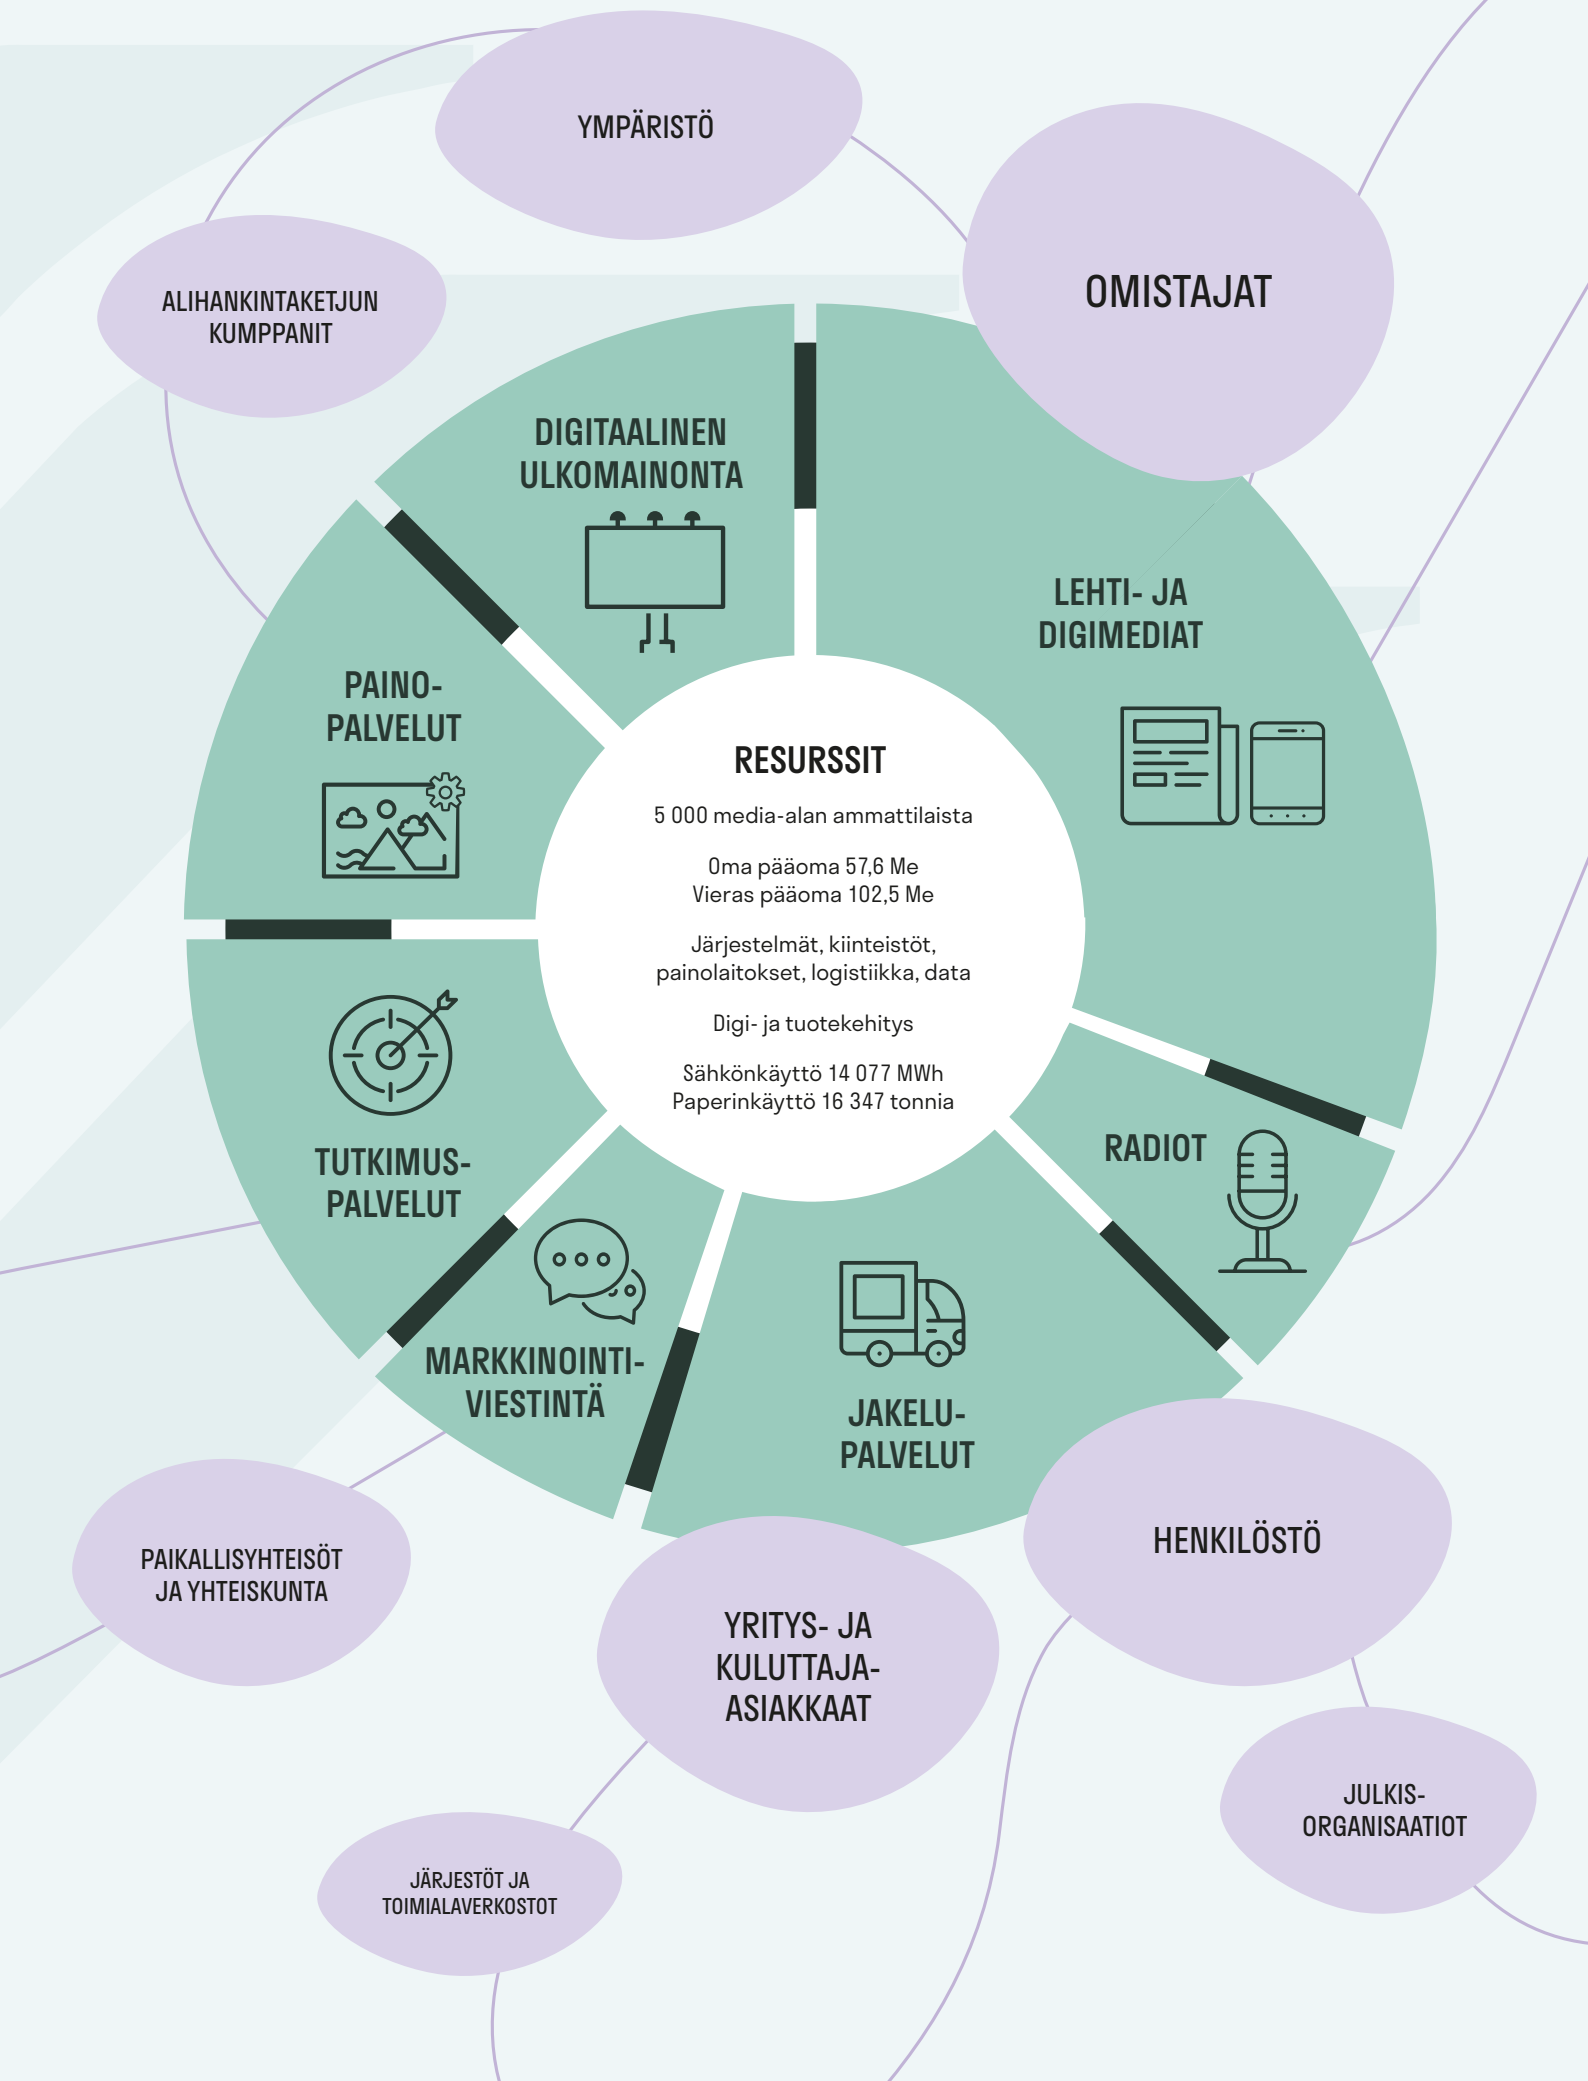 YMPÄRISTÖ
OMISTAJAT
ALIHANKINTAKETJUN
KUMPPANIT
DIGITAALINEN
ULKOMAINONTA
LEHTI- JA
DIGIMEDIAT
PAINO-
PALVELUT
RESURSSIT
5 000 media-alan ammattilaista
Oma pääoma 57,6 Me
Vieras pääoma 102,5 Me
Järjestelmät, kiinteistöt,
painolaitokset, logistiikka, data
Digi- ja tuotekehitys
Sähkönkäyttö 14 077 MWh
Paperinkäyttö 16 347 tonnia
RADIOT
TUTKIMUS-
PALVELUT
MARKKINOINTI-
VIESTINTÄ
JAKELU-
PALVELUT
HENKILÖSTÖ
PAIKALLISYHTEISÖT
JA YHTEISKUNTA
YRITYS- JA
KULUTTAJA-
ASIAKKAAT
JULKIS-
ORGANISAATIOT
JÄRJESTÖT JA
TOIMIALAVERKOSTOT